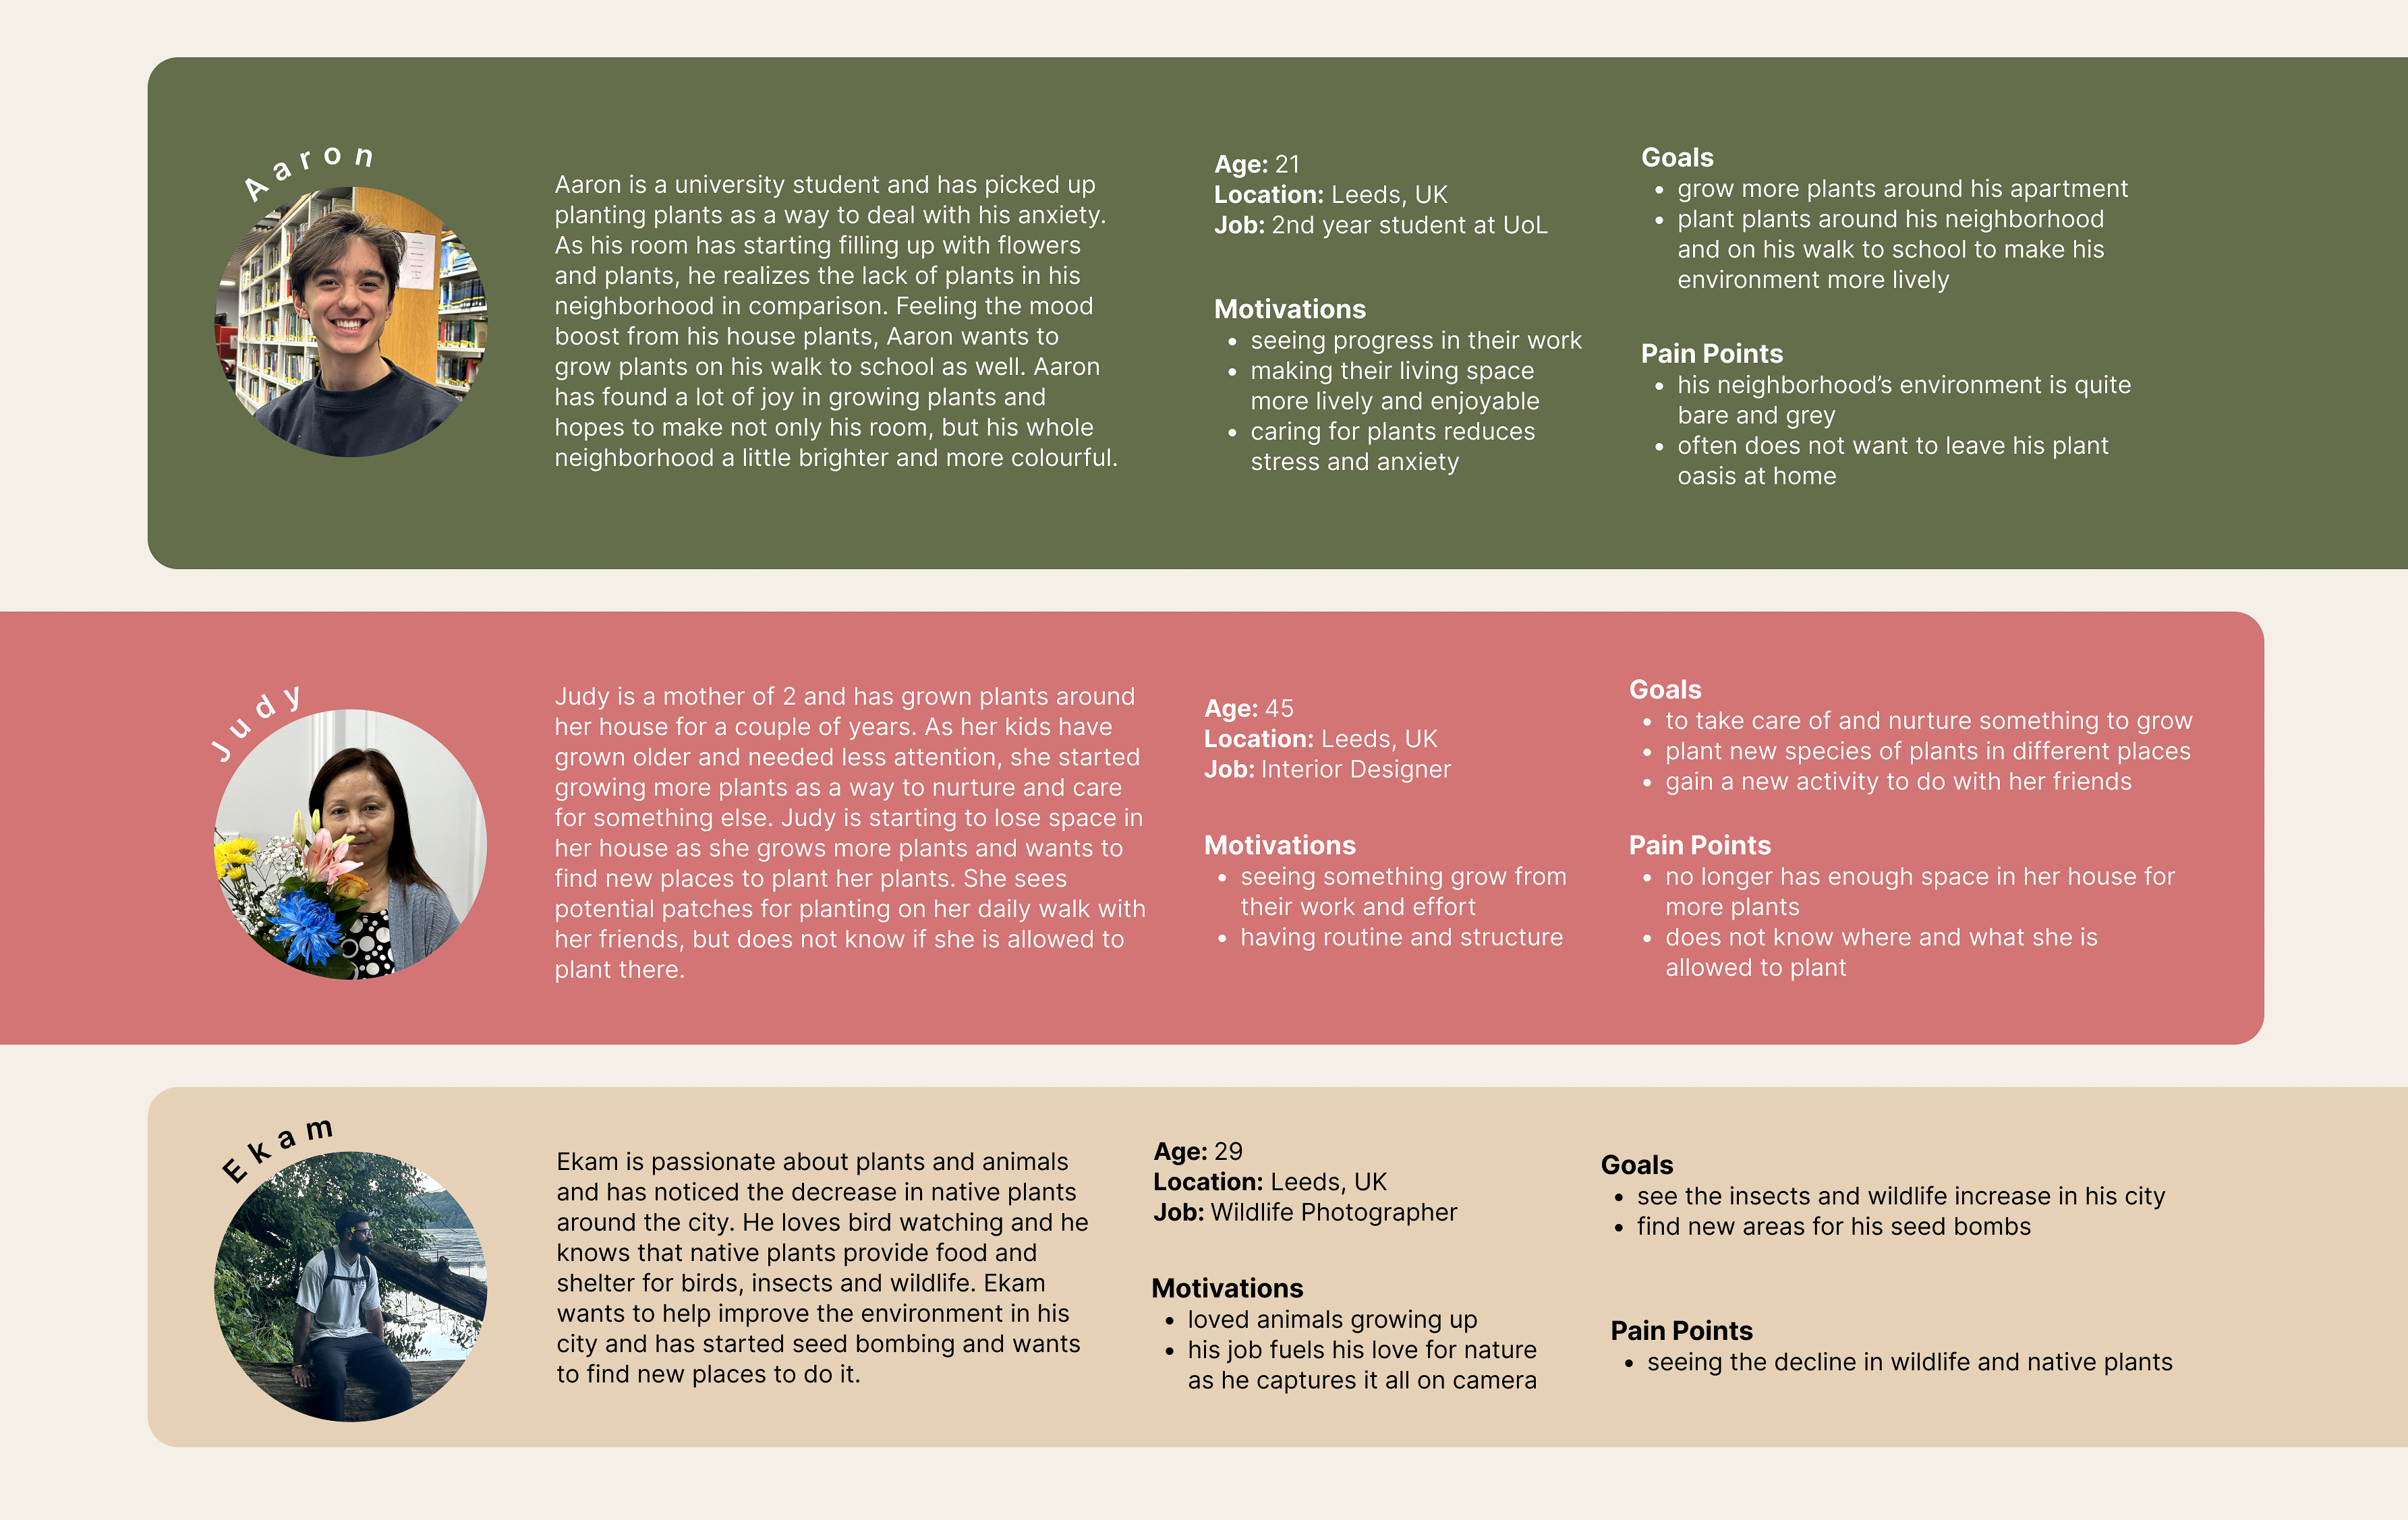 Aaron
Aaron is a university student and has picked up
planting plants as a way to deal with his anxiety.
As his room has starting filling up with flowers
and plants, he realizes the lack of plants in his
neighborhood in comparison. Feeling the mood
boost from his house plants, Aaron wants to
grow plants on his walk to school as well. Aaron
has found a lot of joy in growing plants and
hopes to make not only his room, but his whole
neighborhood a little brighter and more colourful.
Age: 21
Location: Leeds, UK
Job: 2nd year student at UoL
Motivations
• seeing progress in their work
• making their living space
more lively and enjoyable
• caring for plants reduces
stress and anxiety
Goals
• grow more plants around his apartment
• plant plants around his neighborhood
and on his walk to school to make his
environment more lively
Pain Points
• his neighborhood’s environment is quite
bare and grey
• often does not want to leave his plant
oasis at home
Judy
Judy is a mother of 2 and has grown plants around
her house for a couple of years. As her kids have
grown older and needed less attention, she started
growing more plants as a way to nurture and care
for something else. Judy is starting to lose space in
her house as she grows more plants and wants to
find new places to plant her plants. She sees
potential patches for planting on her daily walk with
her friends, but does not know if she is allowed to
plant there.
Age: 45
Location: Leeds, UK
Job: Interior Designer
Motivations
• seeing something grow from
their work and effort
• having routine and structure
Goals
• to take care of and nurture something to grow
• plant new species of plants in different places
• gain a new activity to do with her friends
Pain Points
• no longer has enough space in her house for
more plants
• does not know where and what she is
allowed to plant
Ekam
Ekam is passionate about plants and animals
and has noticed the decrease in native plants
around the city. He loves bird watching and he
knows that native plants provide food and
shelter for birds, insects and wildlife. Ekam
wants to help improve the environment in his
city and has started seed bombing and wants
to find new places to do it.
Age: 29
Location: Leeds, UK
Job: Wildlife Photographer
Motivations
• loved animals growing up
• his job fuels his love for nature
as he captures it all on camera
Goals
• see the insects and wildlife increase in his city
• find new areas for his seed bombs
Pain Points
• seeing the decline in wildlife and native plants